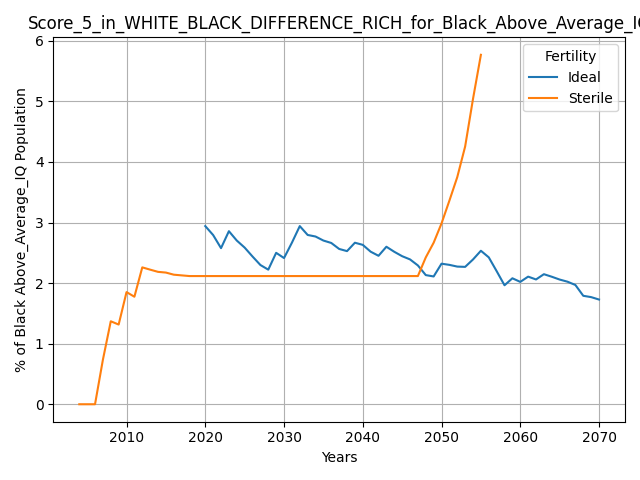 Score_5_in_WHITE_BLACK_DIFFERENCE_RICH_for_Black_Above_Average_IQ
Fertility
Ideal
Sterile
% of Black Above_Average_IQ Population
6
5
4
3
2
1
0
2010 2020 2030 2040 2050 2060 2070
Years